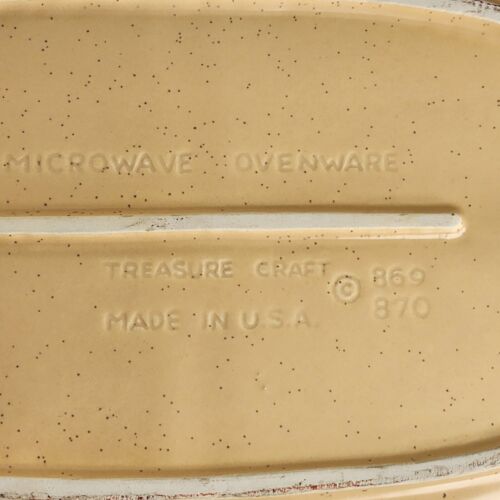 MICROWAVE OVENWARE
TREASURE CRAFT © 869
MADE IN U.S.A. 870